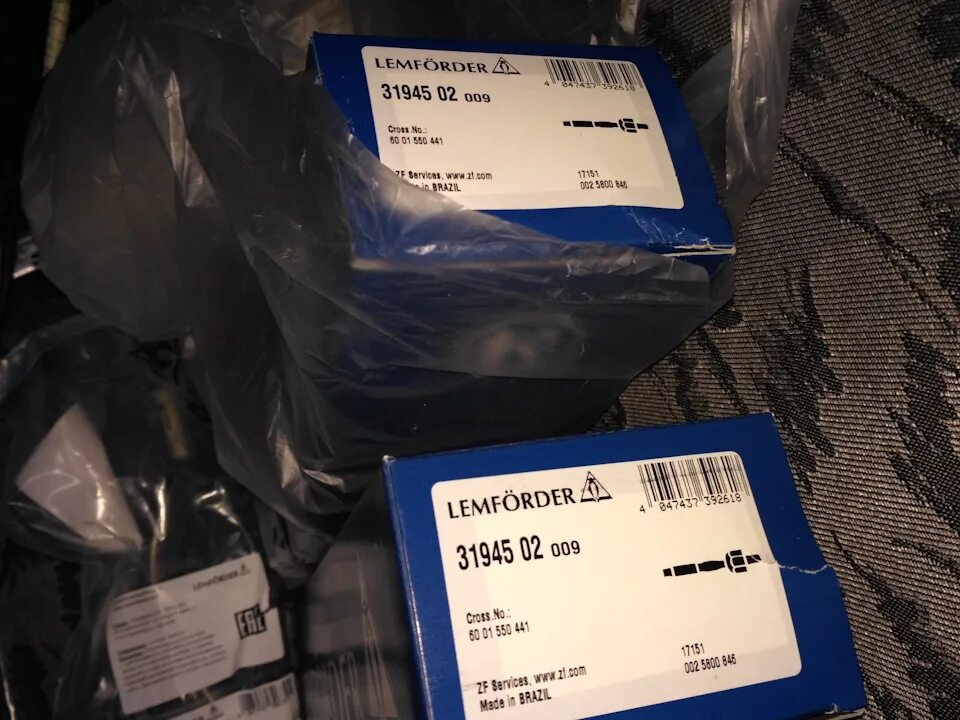 LEMFÖRDER
4 047437 392618
31945 02 009
Cross.No.:
60 01 550 441
ZF Services, www.zf.com
in BRAZIL
17151
002 5800 846
LEMFÖRDER
4 047437 392618
31945 02 009
Cross.No.:
60 01 550 441
ZF Services, www.zf.com
Made in BRAZIL
17151
002 5800 846
LEMFÖRDER
EAC